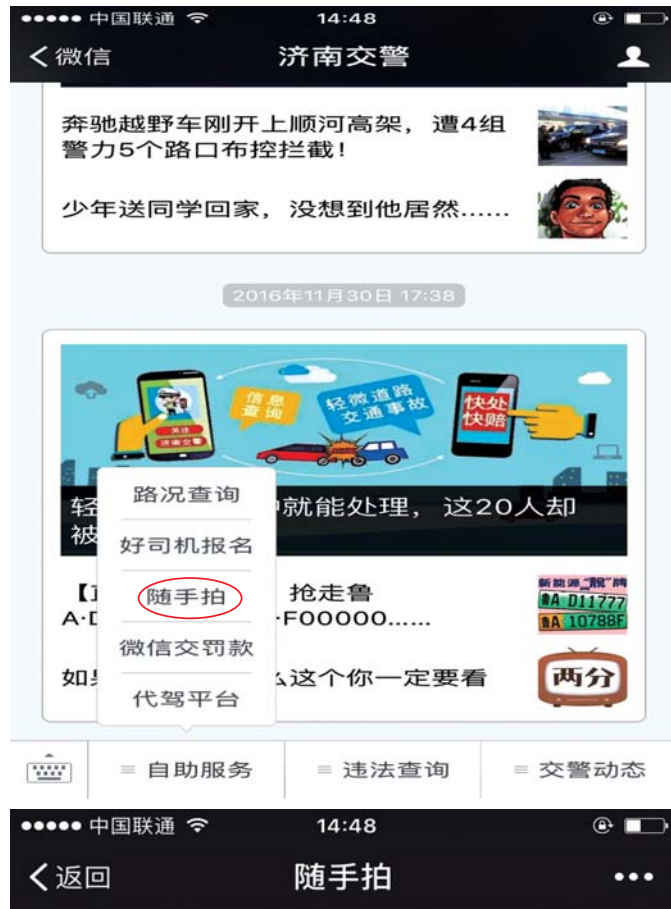 中国联通 14:48
微信 济南交警
奔驰越野车刚开上顺河高架，遭4组
警力5个路口布控拦截！
少年送同学回家，没想到他居然……
2016年11月30日 17:38
信息
查询
轻微道路
交通事故
快处
快赔
关注
济南交警
轻 就能处理，这20人却
被
路况查询
好司机报名
随手拍
微信交罚款
代驾平台
抢走鲁
A·D ·F00000……
新能源"靓"牌
A D11777
A 10788F
如 这个你一定要看
两分
自助服务 违法查询 交警动态
中国联通 14:48
返回 随手拍